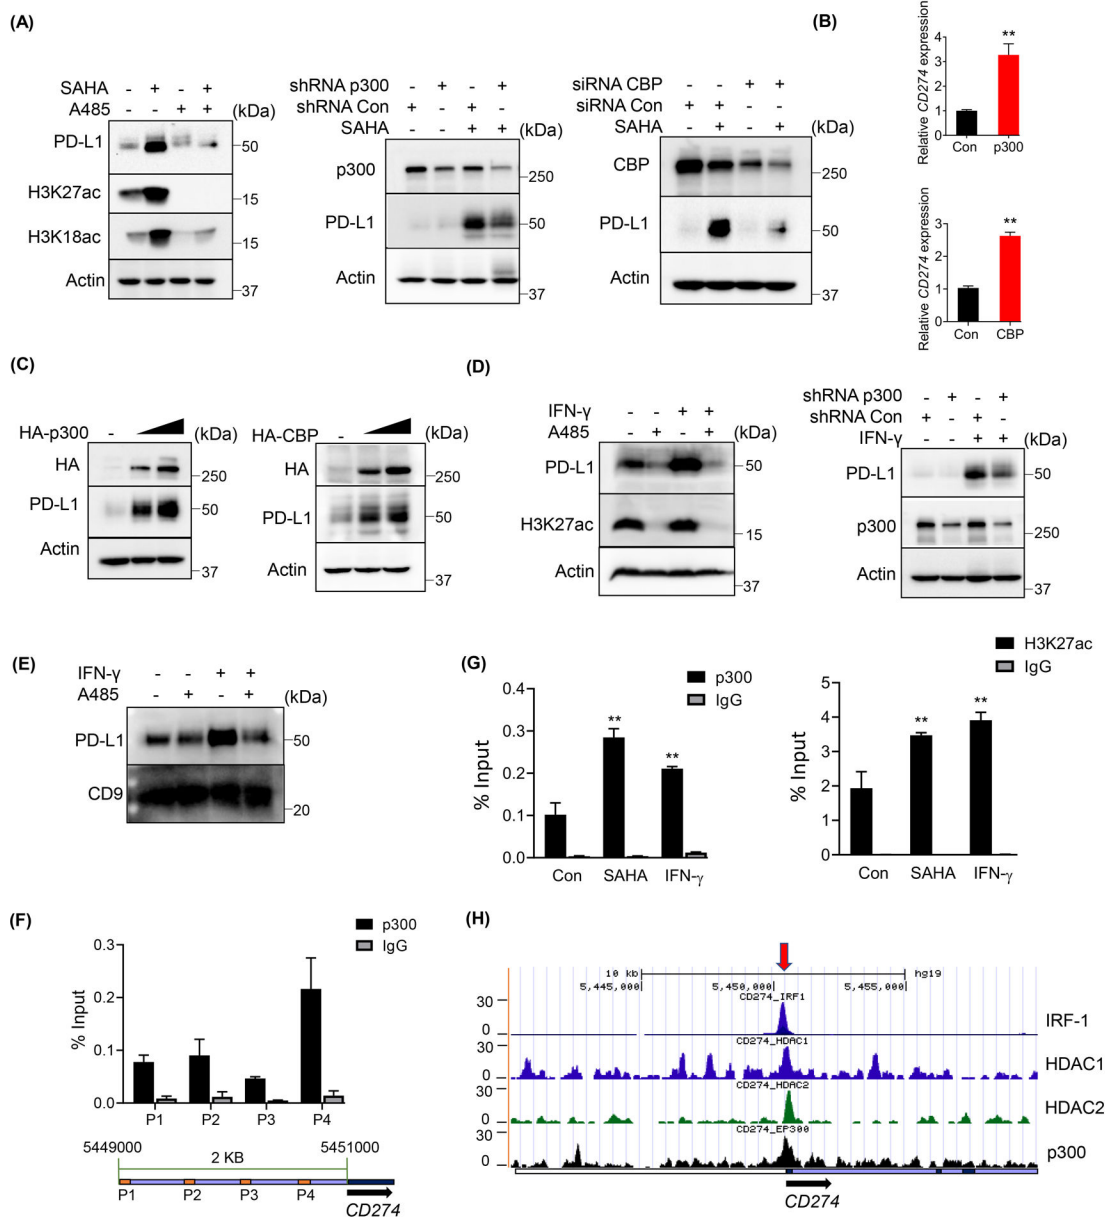 (A)
SAHA - + - +
A485 - - + + (kDa)
PD-L1
50
H3K27ac
15
H3K18ac
15
Actin
37
shRNA p300 - + - +
shRNA Con + - + -
SAHA - - + + (kDa)
p300
250
PD-L1
50
Actin
37
siRNA CBP - - + +
siRNA Con + + - -
SAHA - + - + (kDa)
CBP
250
PD-L1
50
Actin
37
(B)
Relative CD274 expression
4
3
2
1
0
**
Con p300
Relative CD274 expression
3
2
1
0
**
Con CBP
(C)
HA-p300 - (kDa)
HA
250
PD-L1
50
Actin
37
HA-CBP - (kDa)
HA
250
PD-L1
50
Actin
37
(D)
IFN-γ - - + +
A485 - + - + (kDa)
PD-L1
50
H3K27ac
15
Actin
37
shRNA p300 - + - +
shRNA Con + - + -
IFN-γ - - + + (kDa)
PD-L1
50
p300
250
Actin
37
(E)
IFN-γ - - + +
A485 - + - + (kDa)
PD-L1
50
CD9
20
(G)
p300
IgG
% Input
0.4
0.3
0.2
0.1
0.0
**
**
Con SAHA IFN-γ
H3K27ac
IgG
% Input
5
4
3
2
1
0
**
**
Con SAHA IFN-γ
(F)
p300
IgG
% Input
0.3
0.2
0.1
0.0
P1 P2 P3 P4
5449000 5451000
2 KB
P1 P2 P3 P4
CD274
(H)
10 kb hg19
5,445,000 5,450,000 5,455,000
CD274_IRF1
30
0
IRF-1
CD274_HDAC1
30
0
HDAC1
CD274_HDAC2
30
0
HDAC2
CD274_EP300
30
0
p300
CD274